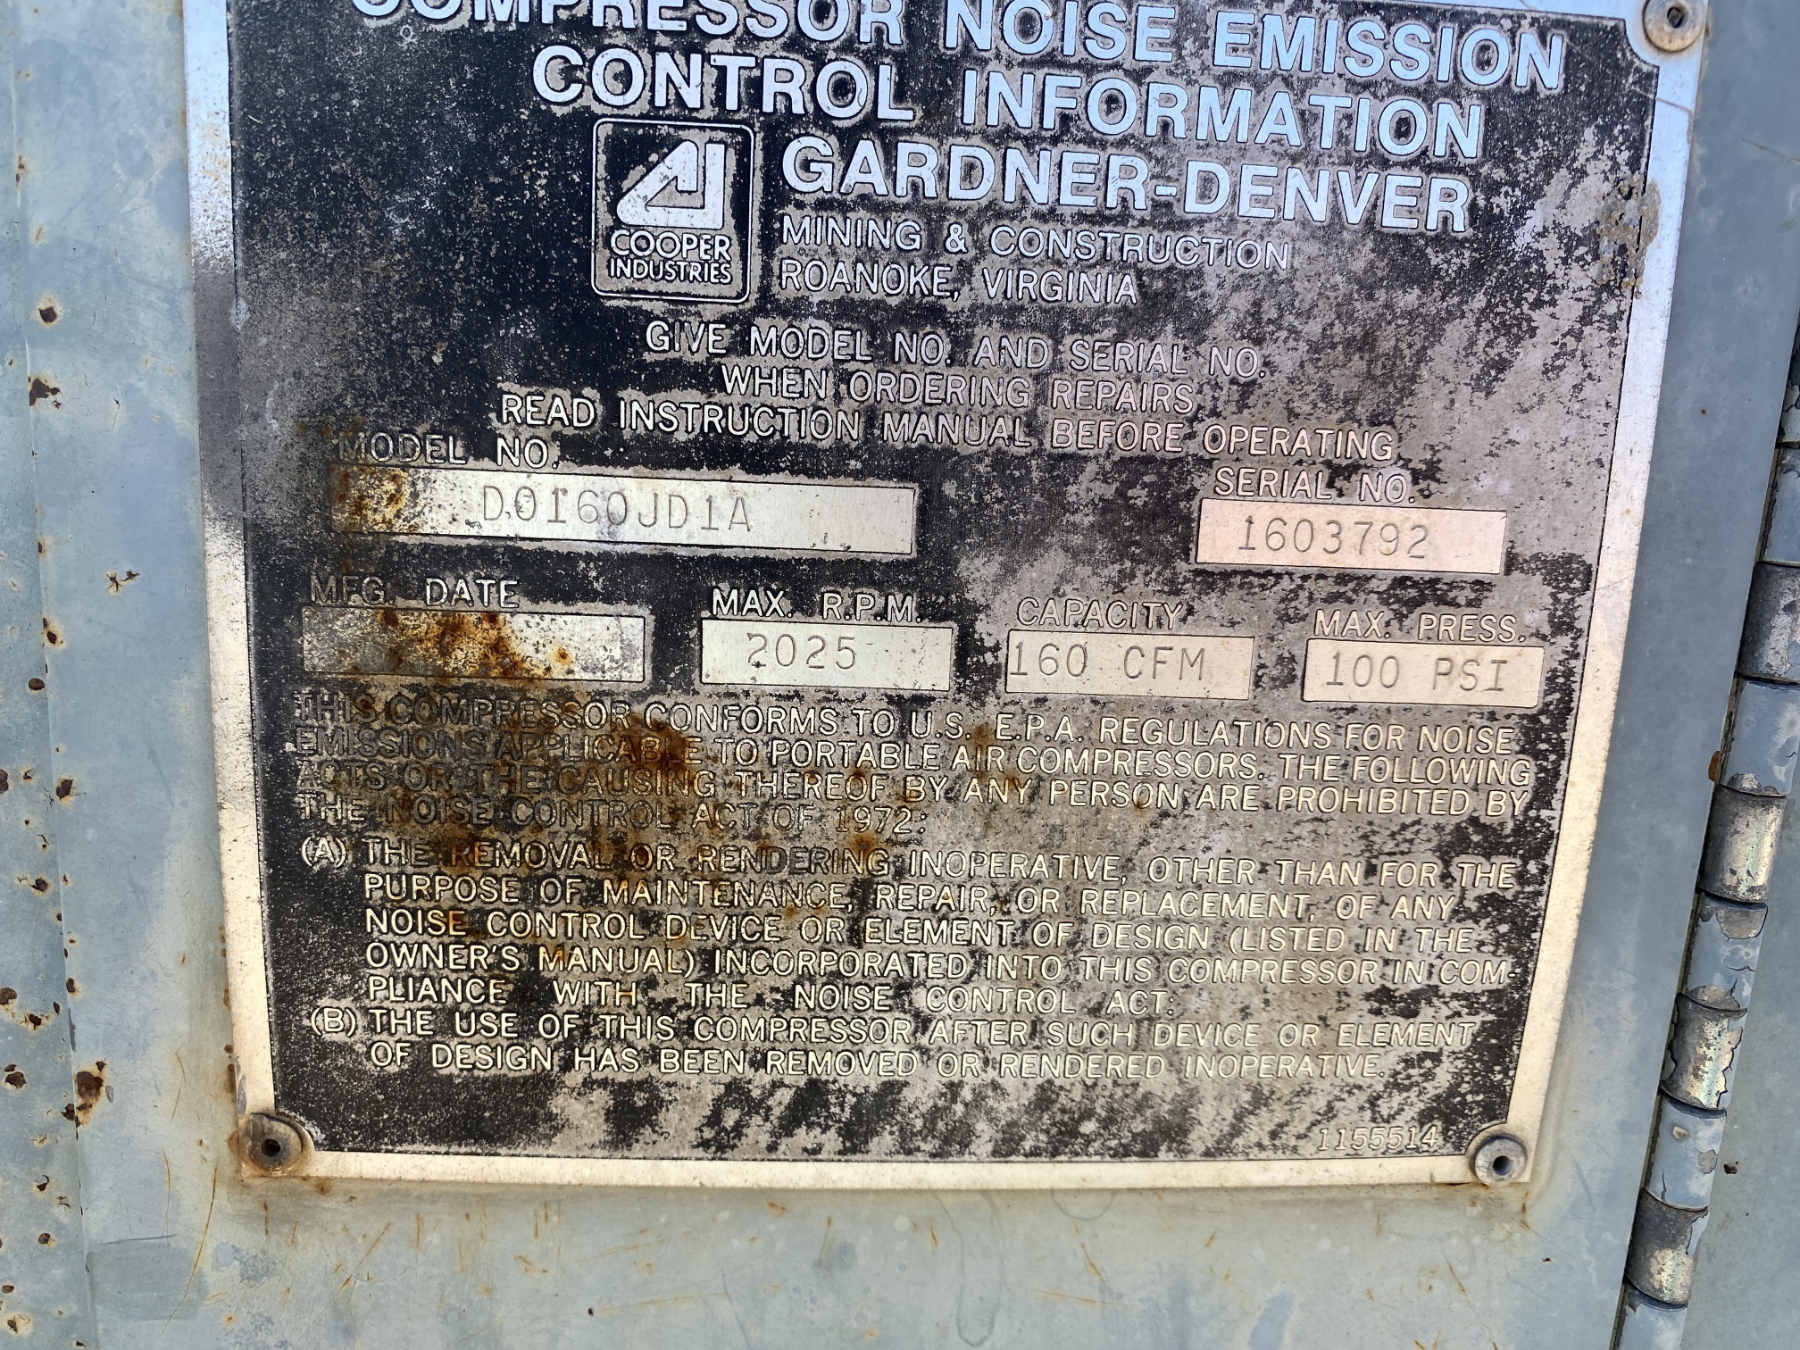 COMPRESSOR NOISE EMISSION
CONTROL INFORMATION
GARDNER-DENVER
COOPER
INDUSTRIES
MINING & CONSTRUCTION
ROANOKE, VIRGINIA
GIVE MODEL NO. AND SERIAL NO.
WHEN ORDERING REPAIRS
READ INSTRUCTION MANUAL BEFORE OPERATING
MODEL NO.
D0160JD1A
SERIAL NO.
1603792
MFG. DATE
MAX. R.P.M.
2025
CAPACITY
160 CFM
MAX. PRESS.
100 PSI
THIS COMPRESSOR CONFORMS TO U.S. E.P.A. REGULATIONS FOR NOISE
EMISSIONS APPLICABLE TO PORTABLE AIR COMPRESSORS. THE FOLLOWING
ACTS OR THE CAUSING THEREOF BY ANY PERSON ARE PROHIBITED BY
THE NOISE CONTROL ACT OF 1972:
(A) THE REMOVAL OR RENDERING INOPERATIVE, OTHER THAN FOR THE
PURPOSE OF MAINTENANCE, REPAIR, OR REPLACEMENT, OF ANY
NOISE CONTROL DEVICE OR ELEMENT OF DESIGN (LISTED IN THE
OWNER'S MANUAL) INCORPORATED INTO THIS COMPRESSOR IN COM-
PLIANCE WITH THE NOISE CONTROL ACT:
(B) THE USE OF THIS COMPRESSOR AFTER SUCH DEVICE OR ELEMENT
OF DESIGN HAS BEEN REMOVED OR RENDERED INOPERATIVE.
1155514